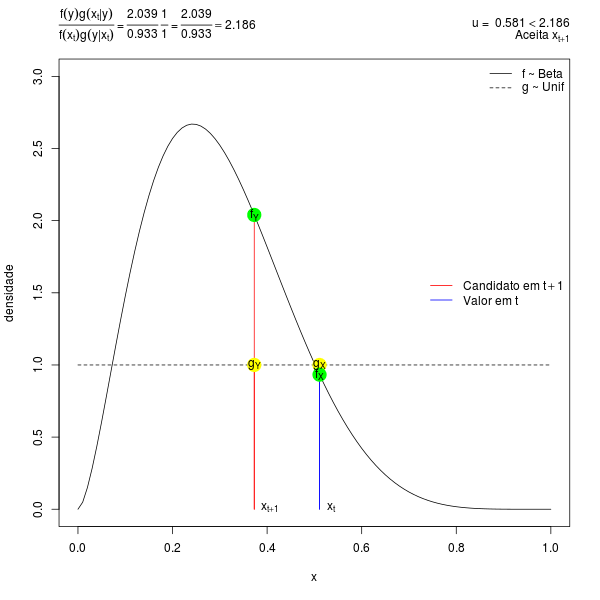 f(y)g(xₜ|y) / f(xₜ)g(y|xₜ) = 2.039 / 0.933 1 / 1 = 2.039 / 0.933 = 2.186
u = 0.581 < 2.186
Aceita xₜ₊₁
f ~ Beta
g ~ Unif
Candidato em t+1
Valor em t
densidade
3.0
2.5
2.0
1.5
1.0
0.5
0.0
fY
gY
gX
fX
xₜ₊₁
xₜ
0.0 0.2 0.4 0.6 0.8 1.0
x